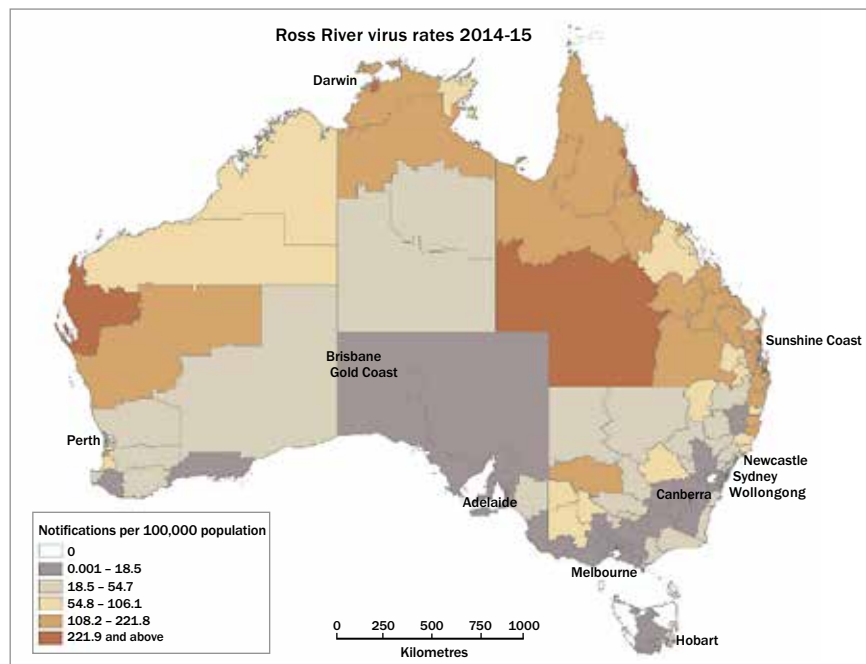 Ross River virus rates 2014-15
Darwin
Sunshine Coast
Brisbane
Gold Coast
Perth
Newcastle
Sydney
Wollongong
Canberra
Adelaide
Melbourne
Hobart
Notifications per 100,000 population
0
0.001 – 18.5
18.5 – 54.7
54.8 – 106.1
108.2 – 221.8
221.9 and above
0 250 500 750 1000
Kilometres